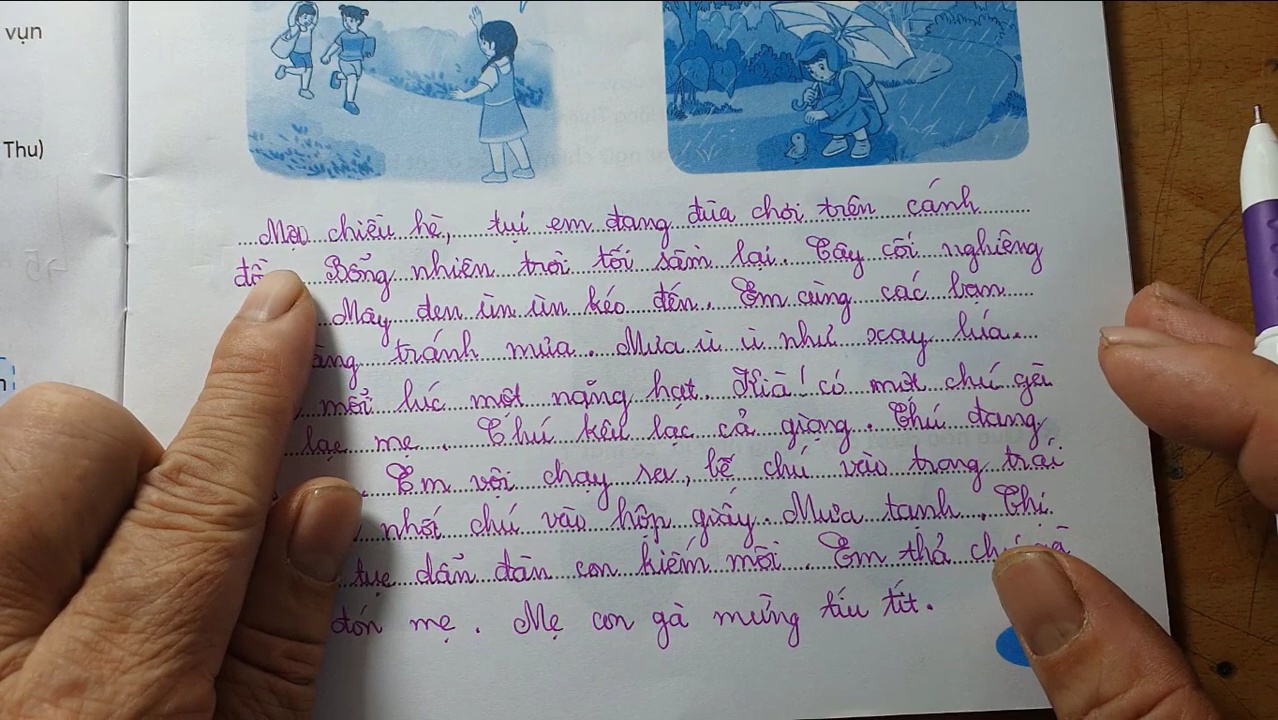 vụn
Thu)
Một chiều hè, tụi em đang đùa chơi trên cánh
Bỗng nhiên trời tối sầm lại. Cây cối nghiêng
Mây đen ùn ùn kéo đến. Em cùng các bạn
tránh mưa. Mưa ù ù như xay lúa.
mỗi lúc một nặng hạt. Kìa! có một chú gà
lạc mẹ. Chú kêu lạc cả giọng. Chú đang
Em vội chạy ra, bế chú vào trong trại
nhốt chú vào hộp giấy. Mưa tạnh. Chị
tục dẫn đàn con kiếm mồi. Em thả chú gà
đón mẹ. Mẹ con gà mừng tíu tít.